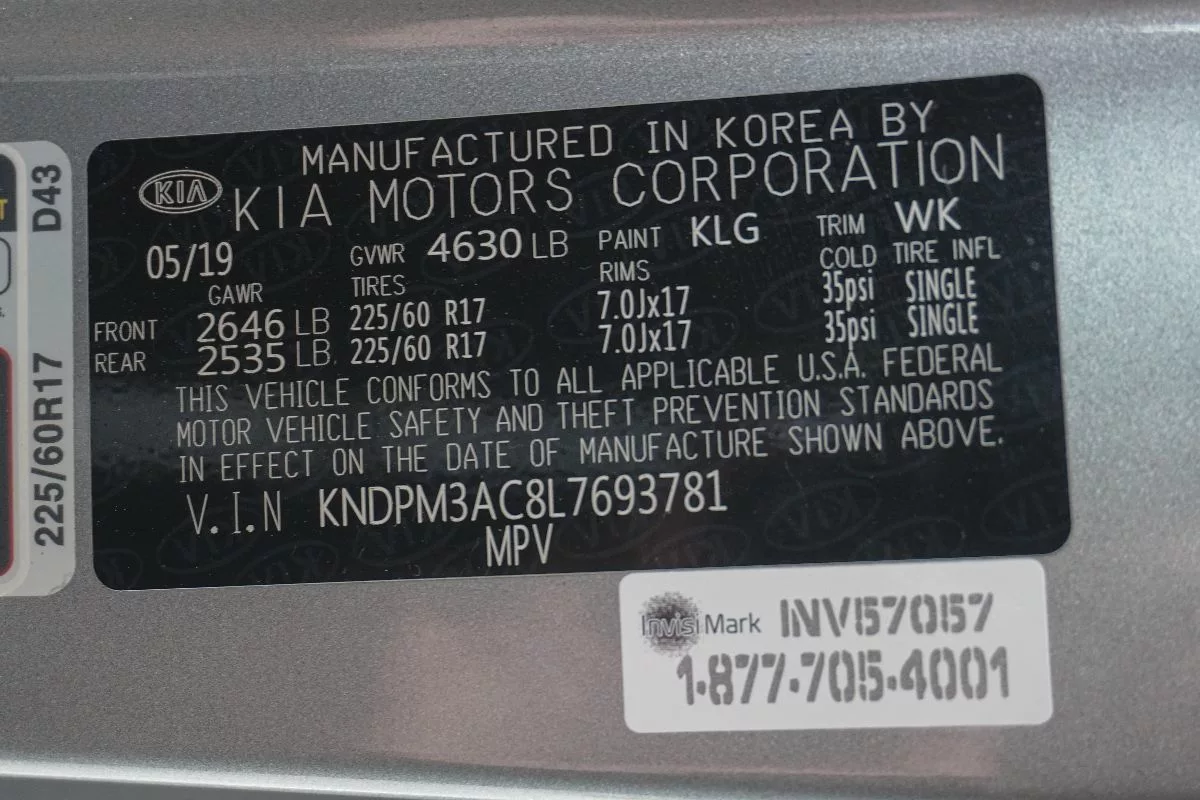 MANUFACTURED IN KOREA BY
KIA KIA MOTORS CORPORATION
05/19 GVWR 4630 LB PAINT KLG TRIM WK
GAWR TIRES RIMS COLD TIRE INFL
FRONT 2646 LB 225/60 R17 7.0Jx17 35psi SINGLE
REAR 2535 LB 225/60 R17 7.0Jx17 35psi SINGLE
THIS VEHICLE CONFORMS TO ALL APPLICABLE U.S.A. FEDERAL
MOTOR VEHICLE SAFETY AND THEFT PREVENTION STANDARDS
IN EFFECT ON THE DATE OF MANUFACTURE SHOWN ABOVE.
V.I.N KNDPM3AC8L7693781
MPV
225/60R17 D43
InvisiMark INV57057
1-877-705-4001